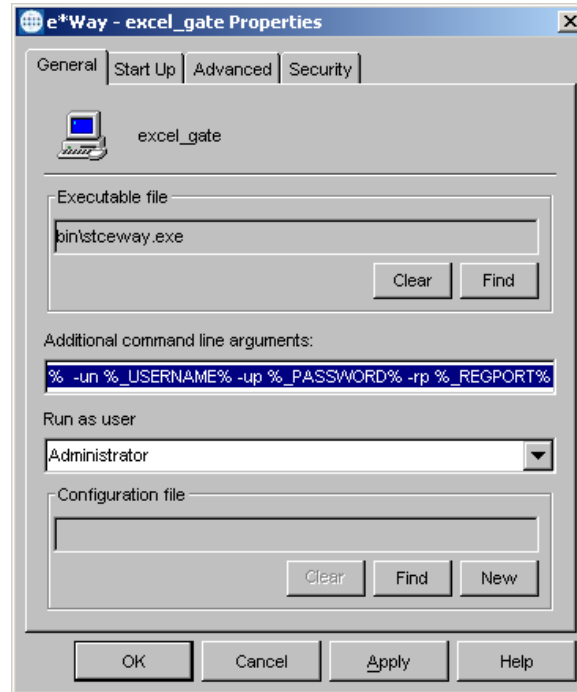 e*Way - excel_gate Properties
General Start Up Advanced Security
excel_gate
Executable file
bin\stceway.exe
Clear Find
Additional command line arguments:
% -un %_USERNAME% -up %_PASSWORD% -rp %_REGPORT%
Run as user
Administrator
Configuration file
Clear Find New
OK Cancel Apply Help